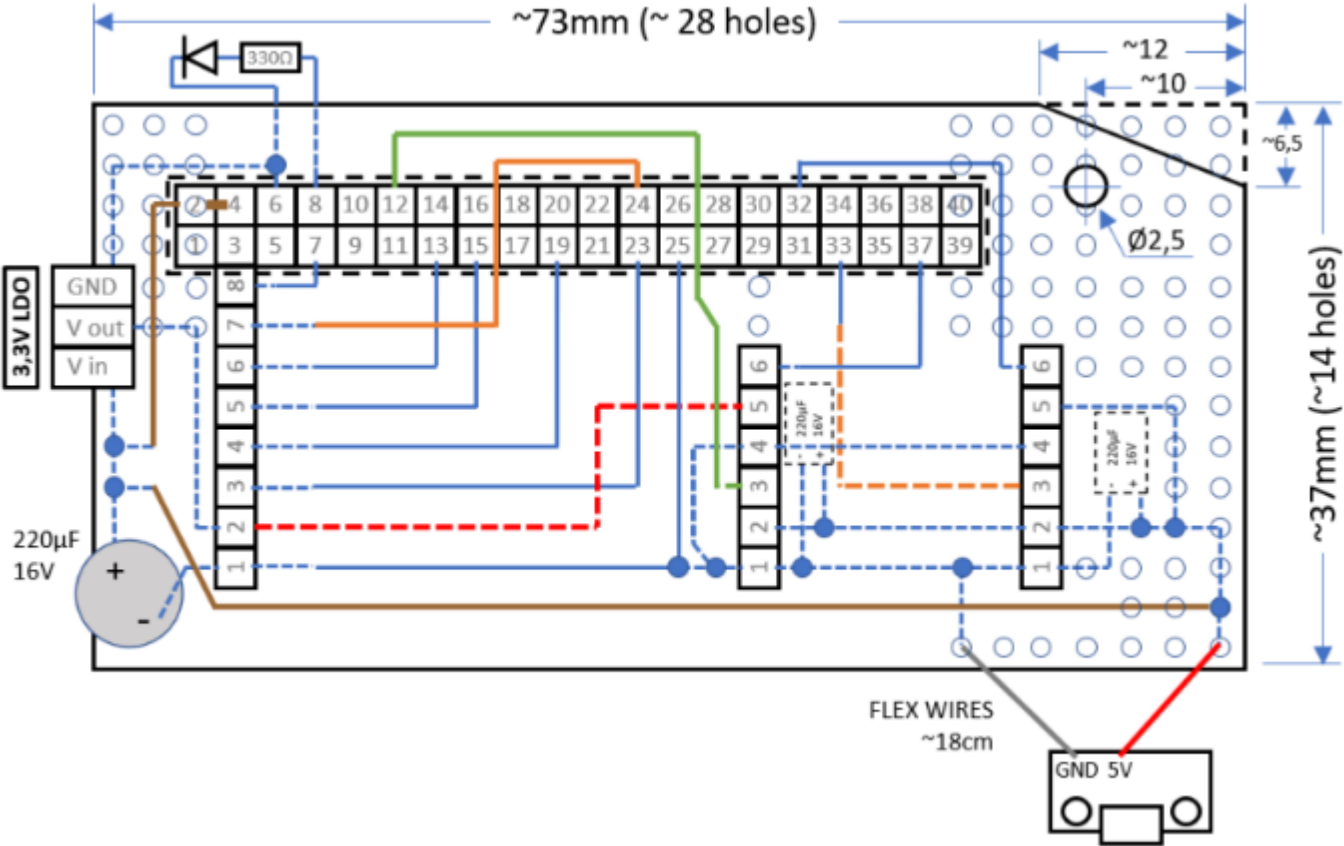 ~73mm (~ 28 holes)
~12
~10
330Ω
~6,5
2 4 6 8 10 12 14 16 18 20 22 24 26 28 30 32 34 36 38 40
1 3 5 7 9 11 13 15 17 19 21 23 25 27 29 31 33 35 37 39
Ø2,5
3,3V LDO
GND
V out
V in
8
7
6
5
4
3
2
1
6
5
4
3
2
1
220µF
16V
- +
6
5
4
3
2
1
220µF
16V
- +
~37mm (~14 holes)
220µF
16V
+
-
FLEX WIRES
~18cm
GND 5V